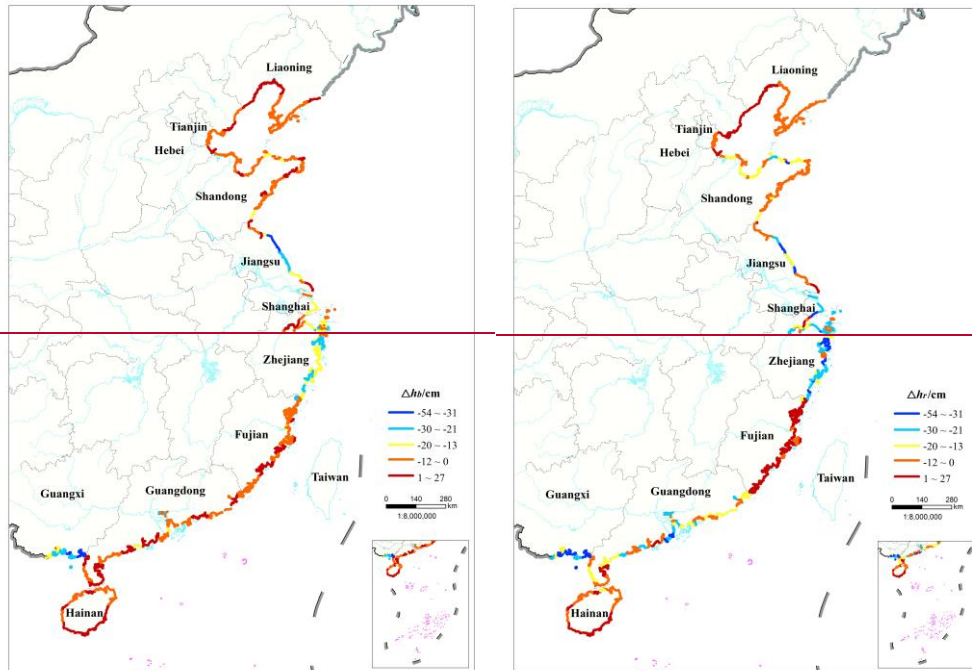 Liaoning
Tianjin
Hebei
Shandong
Jiangsu
Shanghai
Zhejiang
Fujian
Taiwan
Guangxi
Guangdong
Hainan
△hb/cm
-54 ~ -31
-30 ~ -21
-20 ~ -13
-12 ~ 0
1 ~ 27
0 140 280
km
1:8,000,000
Liaoning
Tianjin
Hebei
Shandong
Jiangsu
Shanghai
Zhejiang
Fujian
Taiwan
Guangxi
Guangdong
Hainan
△hr/cm
-54 ~ -31
-30 ~ -21
-20 ~ -13
-12 ~ 0
1 ~ 27
0 140 280
km
1:8,000,000